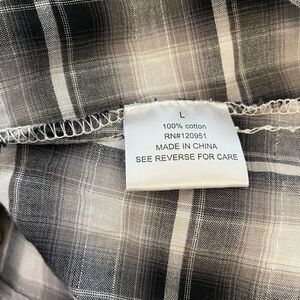 L
100% cotton
RN#120951
MADE IN CHINA
SEE REVERSE FOR CARE